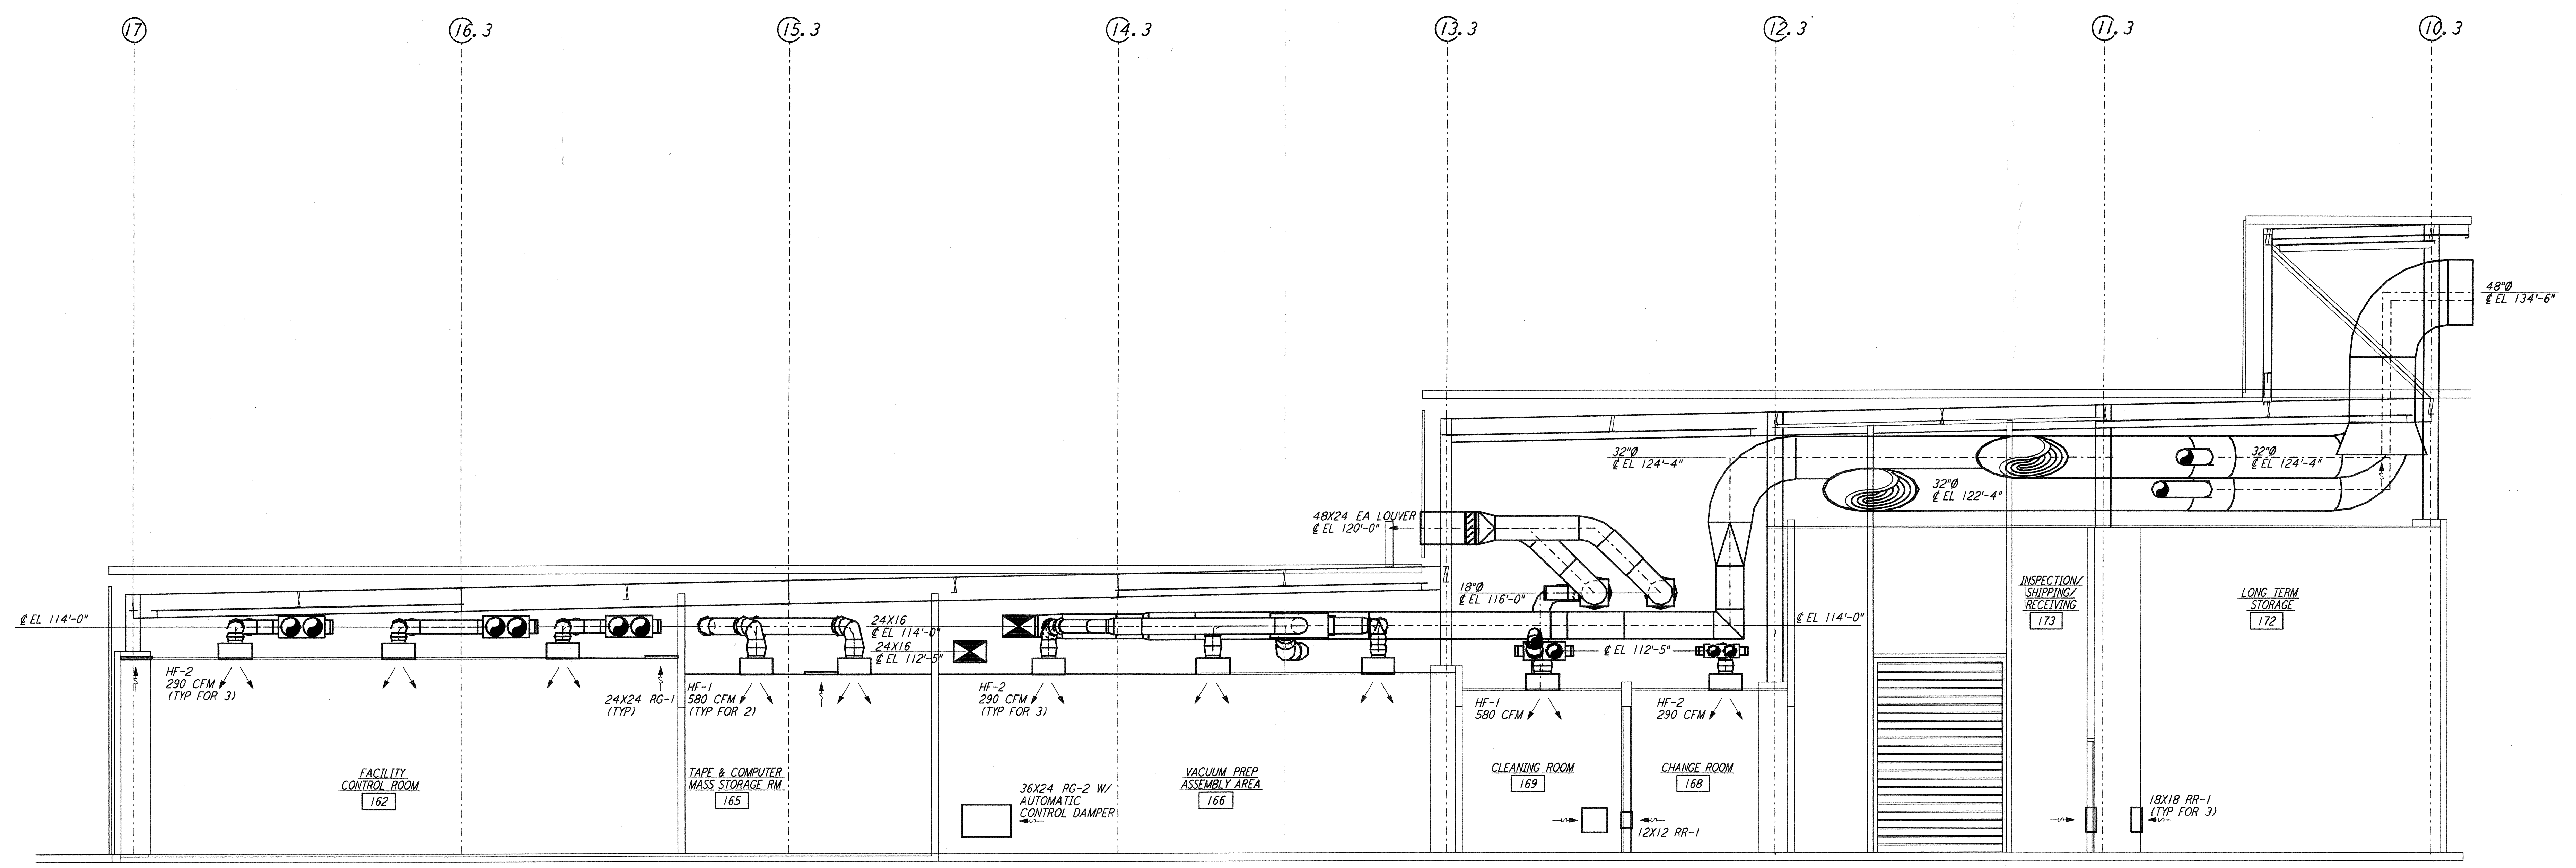 17
16.3
15.3
14.3
13.3
12.3
11.3
10.3
48"Ø
℄ EL 134'-6"
32"Ø
℄ EL 124'-4"
32"Ø
℄ EL 124'-4"
32"Ø
℄ EL 122'-4"
48X24 EA LOUVER
℄ EL 120'-0"
18"Ø
℄ EL 116'-0"
℄ EL 114'-0"
24X16
℄ EL 114'-0"
24X16
℄ EL 112'-5"
℄ EL 114'-0"
℄ EL 112'-5"
HF-2
290 CFM
(TYP FOR 3)
24X24 RG-1
(TYP)
HF-1
580 CFM
(TYP FOR 2)
HF-2
290 CFM
(TYP FOR 3)
HF-1
580 CFM
HF-2
290 CFM
INSPECTION/
SHIPPING/
RECEIVING
173
LONG TERM
STORAGE
172
FACILITY
CONTROL ROOM
162
TAPE & COMPUTER
MASS STORAGE RM
165
VACUUM PREP
ASSEMBLY AREA
166
CLEANING ROOM
169
CHANGE ROOM
168
36X24 RG-2 W/
AUTOMATIC
CONTROL DAMPER
12X12 RR-1
18X18 RR-1
(TYP FOR 3)